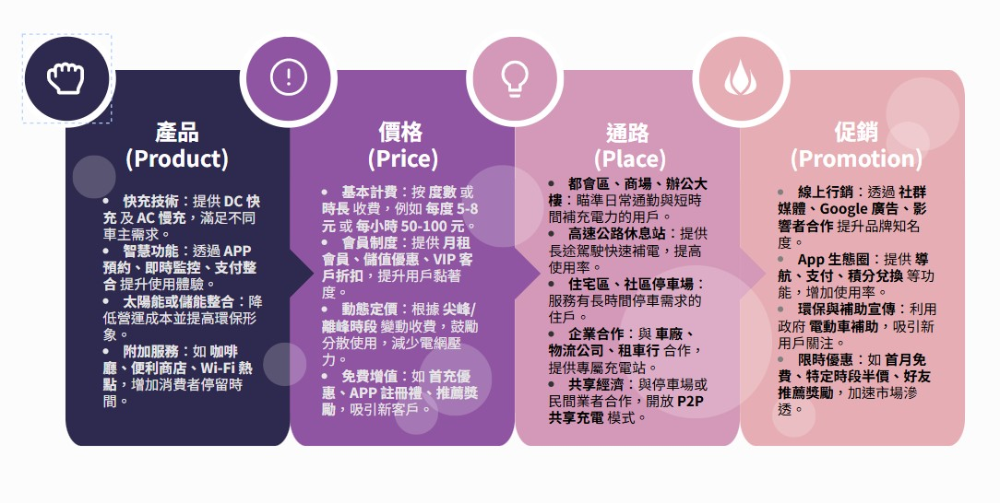 產品
(Product)
• 快充技術：提供 DC 快
充 及 AC 慢充，滿足不同
車主需求。
• 智慧功能：透過 APP
預約、即時監控、支付整
合 提升使用體驗。
• 太陽能或儲能整合：降
低營運成本並提高環保形
象。
• 附加服務：如 咖啡
廳、便利商店、Wi-Fi 熱
點，增加消費者停留時
間。
價格
(Price)
• 基本計費：按 度數 或
時長 收費，例如 每度 5-8
元 或 每小時 50-100 元。
• 會員制度：提供 月租
會員、儲值優惠、VIP 客
戶折扣，提升用戶黏著
度。
• 動態定價：根據 尖峰/
離峰時段 變動收費，鼓勵
分散使用，減少電網壓
力。
• 免費增值：如 首充優
惠、APP 註冊禮、推薦獎
勵，吸引新客戶。
通路
(Place)
• 都會區、商場、辦公大
樓：瞄準日常通勤與短時
間補充電力的用戶。
• 高速公路休息站：提供
長途駕駛快速補電，提高
使用率。
• 住宅區、社區停車場：
服務有長時間停車需求的
住戶。
• 企業合作：與 車廠、
物流公司、租車行 合作，
提供專屬充電站。
• 共享經濟：與停車場或
民間業者合作，開放 P2P
共享充電 模式。
促銷
(Promotion)
• 線上行銷：透過 社群
媒體、Google 廣告、影
響者合作 提升品牌知名
度。
• App 生態圈：提供 導
航、支付、積分兌換 等功
能，增加使用率。
• 環保與補助宣傳：利用
政府 電動車補助，吸引新
用戶關注。
• 限時優惠：如 首月免
費、特定時段半價、好友
推薦獎勵，加速市場滲
透。